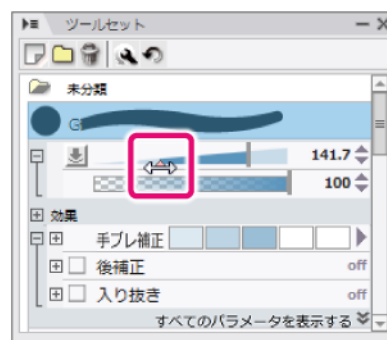 ツールセット
未分類
G
141.7
100
効果
手ブレ補正
後補正 off
入り抜き off
すべてのパラメータを表示する